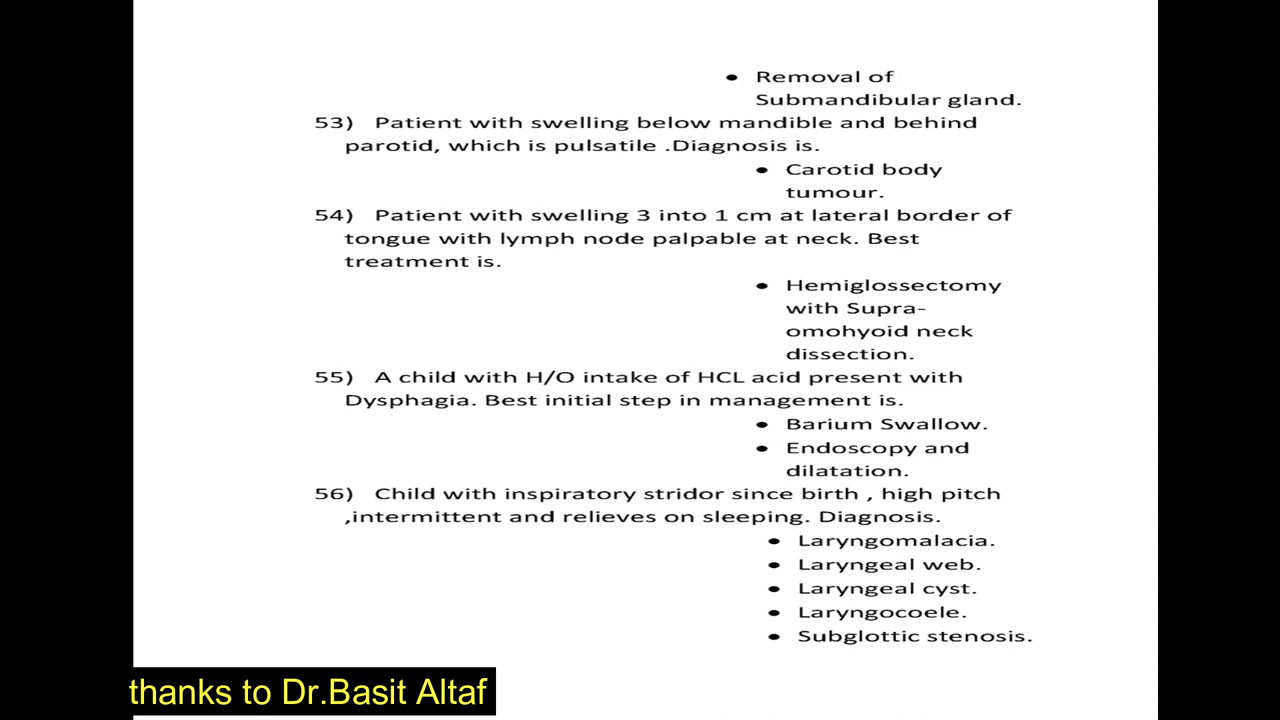 • Removal of
Submandibular gland.
53) Patient with swelling below mandible and behind
parotid, which is pulsatile .Diagnosis is.
• Carotid body
tumour.
54) Patient with swelling 3 into 1 cm at lateral border of
tongue with lymph node palpable at neck. Best
treatment is.
• Hemiglossectomy
with Supra-
omohyoid neck
dissection.
55) A child with H/O intake of HCL acid present with
Dysphagia. Best initial step in management is.
• Barium Swallow.
• Endoscopy and
dilatation.
56) Child with inspiratory stridor since birth , high pitch
,intermittent and relieves on sleeping. Diagnosis.
• Laryngomalacia.
• Laryngeal web.
• Laryngeal cyst.
• Laryngocoele.
• Subglottic stenosis.
thanks to Dr.Basit Altaf